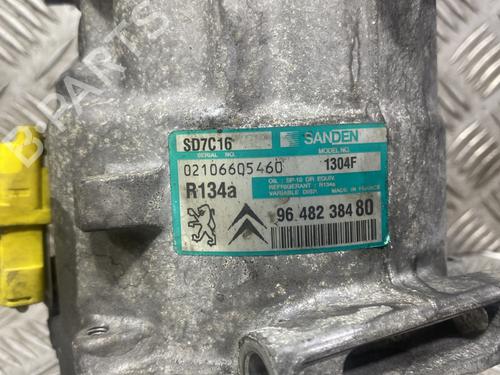 B-PARTS
SD7C16
SANDEN
SERIAL NO.
MODEL NO.
02106605460
1304F
R134a
OIL : SP-10 OR EQUIV.
REFRIGERANT : R134a
VARIABLE DISP. MADE IN FRANCE
96 482 384 80